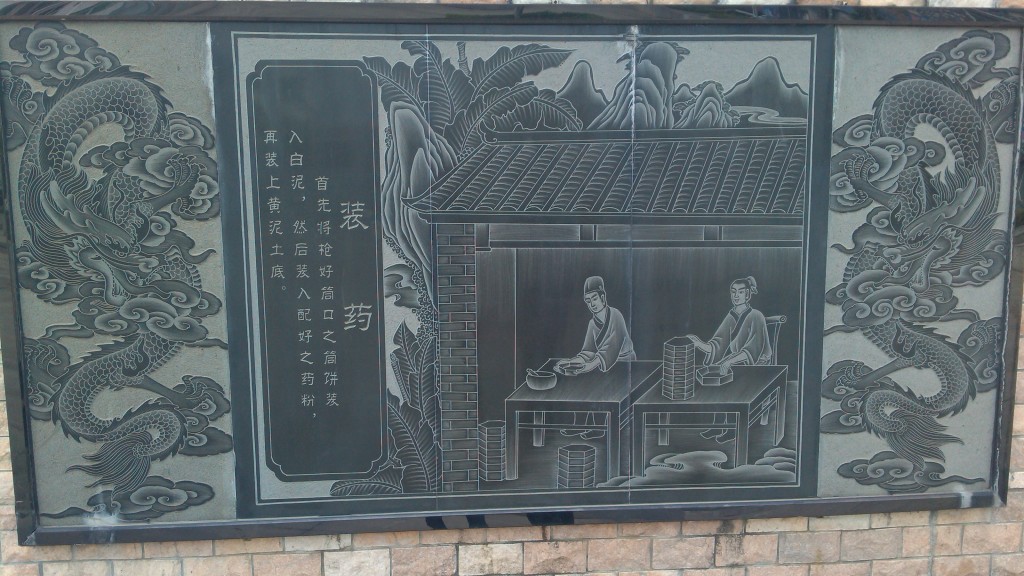 装药
首先将枪好筒口之筒饼装
入白泥，然后装入配好之药粉，
再装上黄泥土底。